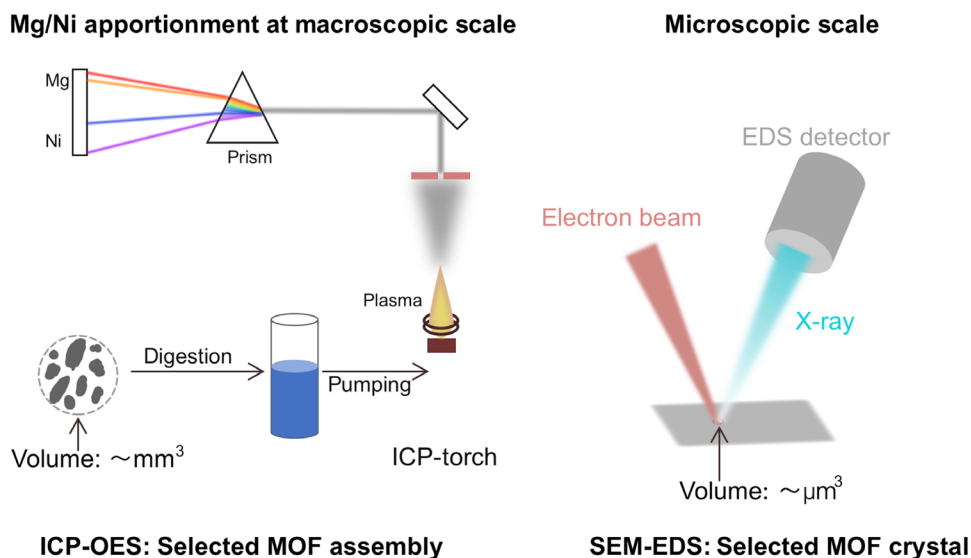 Mg/Ni apportionment at macroscopic scale
Mg
Ni
Prism
Plasma
Digestion
Pumping
Volume: ~mm³
ICP-torch
ICP-OES: Selected MOF assembly
Microscopic scale
EDS detector
Electron beam
X-ray
Volume: ~μm³
SEM-EDS: Selected MOF crystal